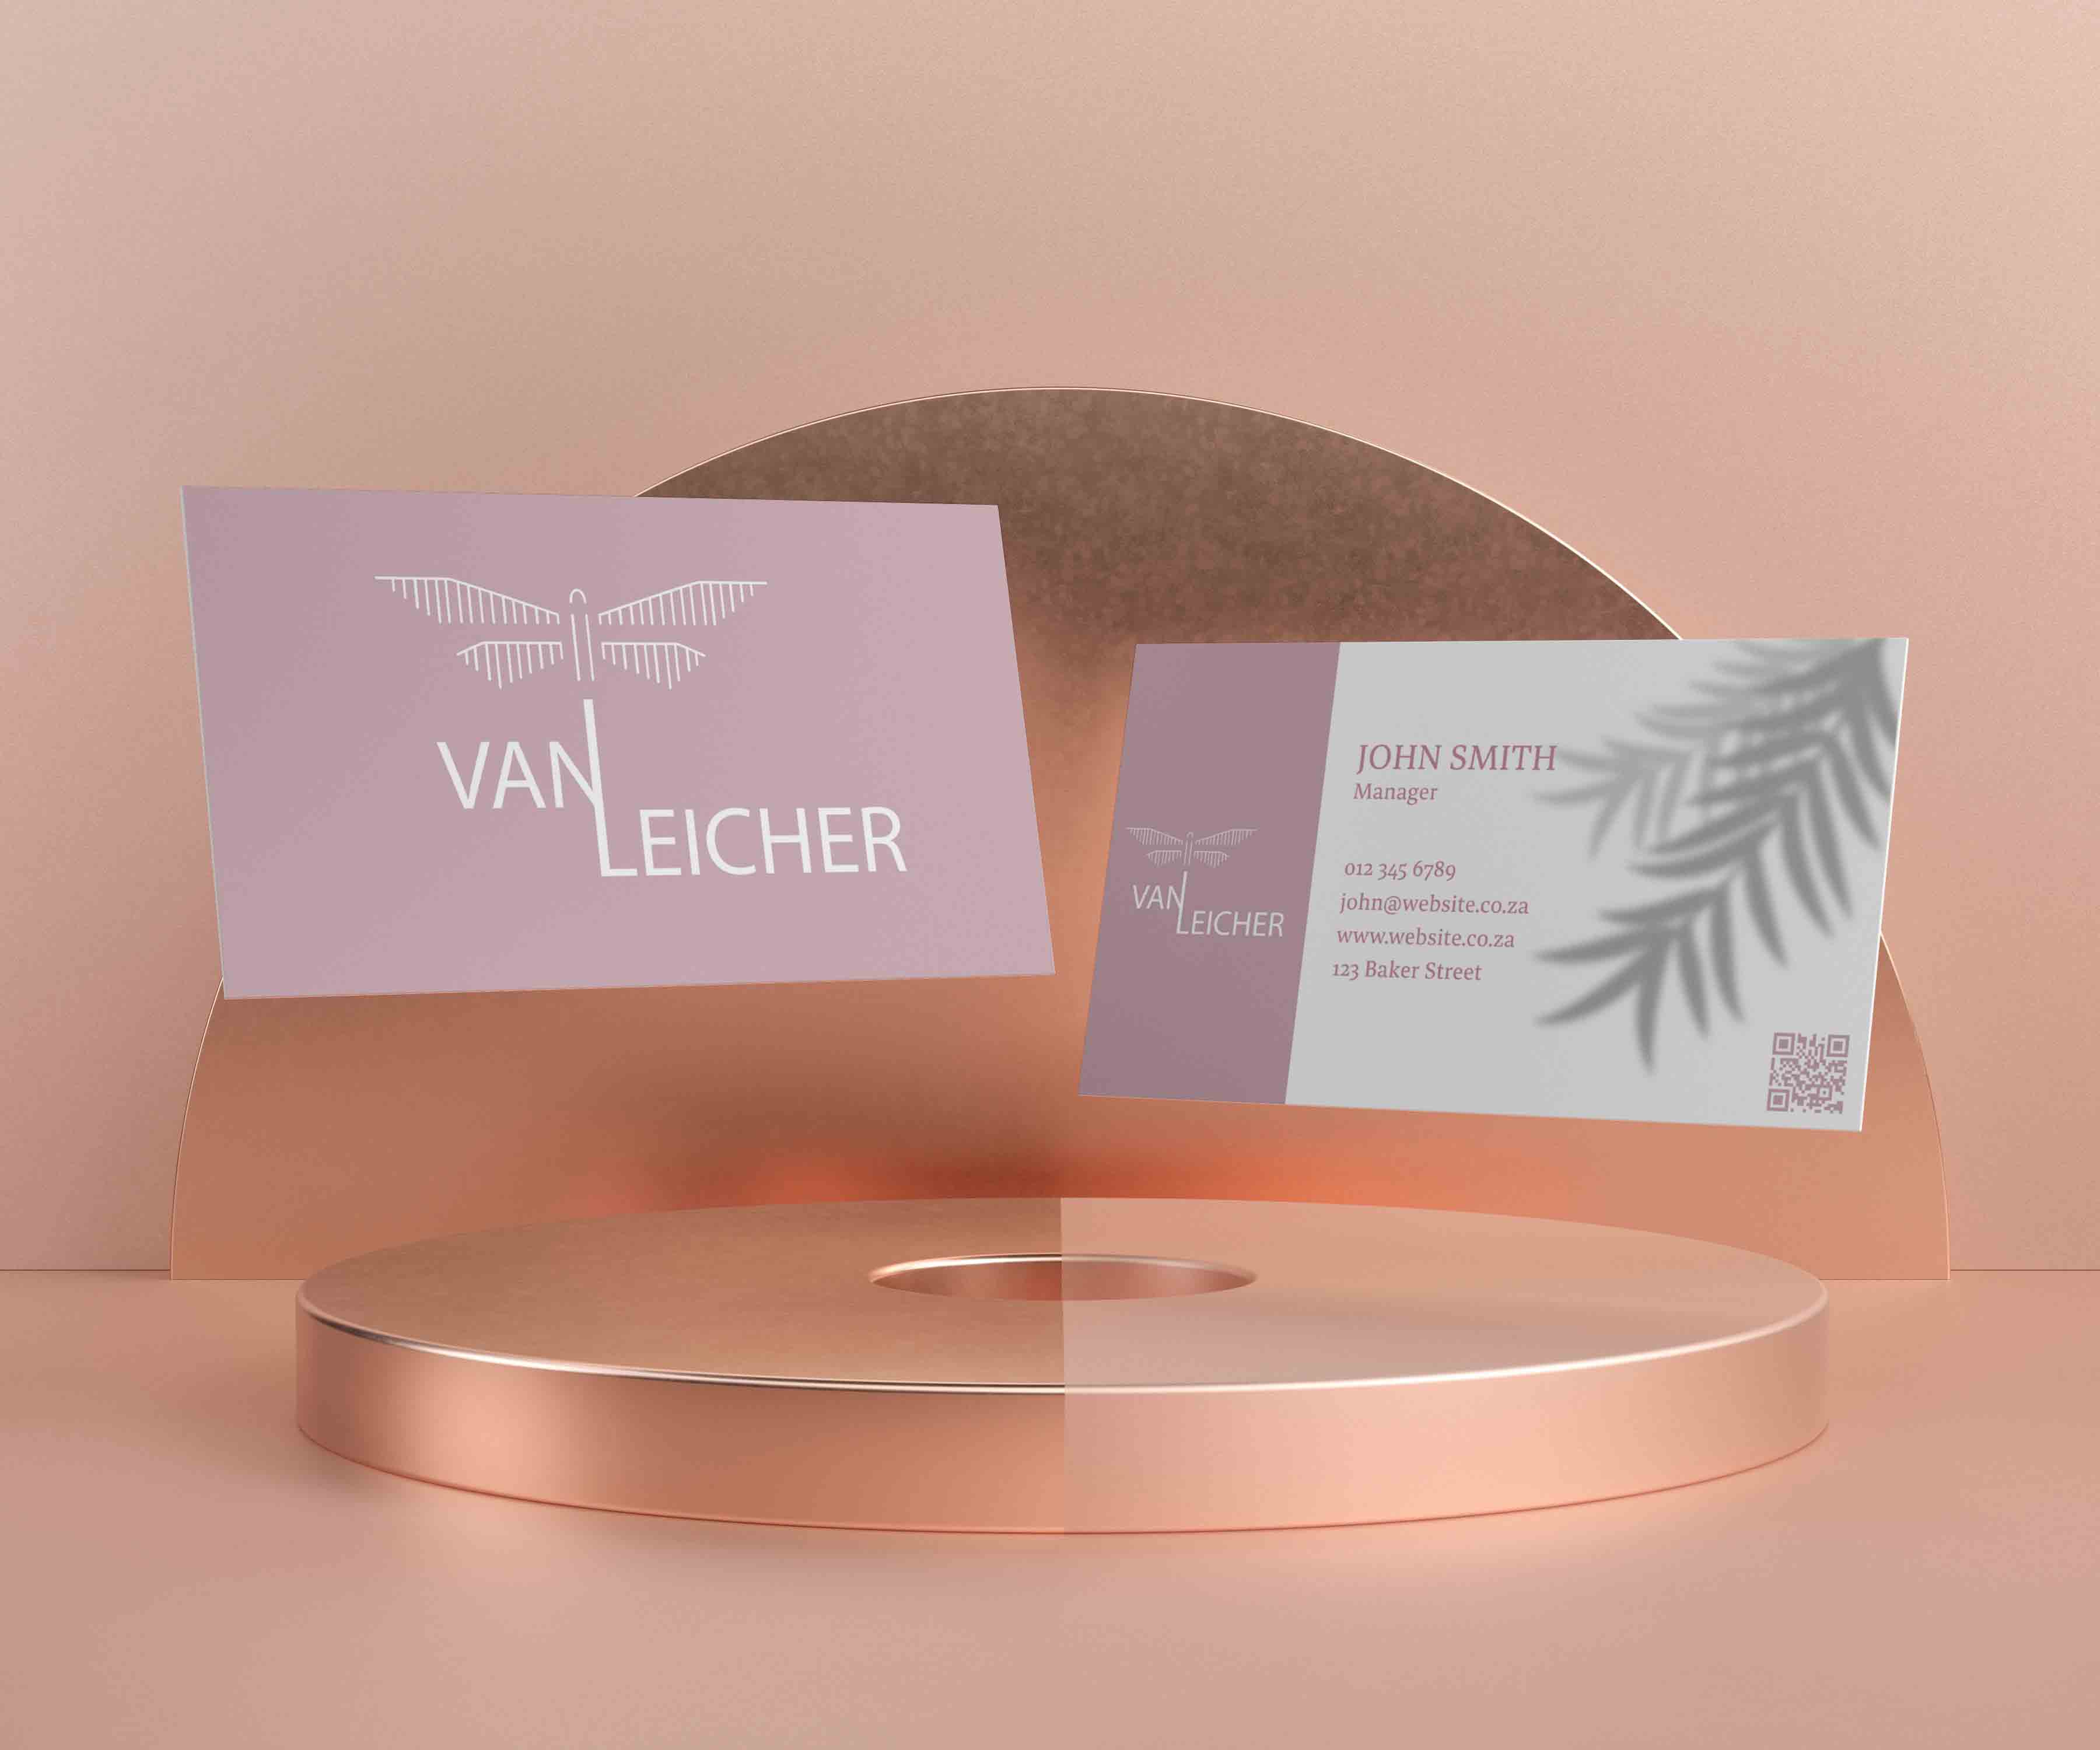 VAN
LEICHER
JOHN SMITH
Manager
012 345 6789
john@website.co.za
www.website.co.za
123 Baker Street
VAN
LEICHER